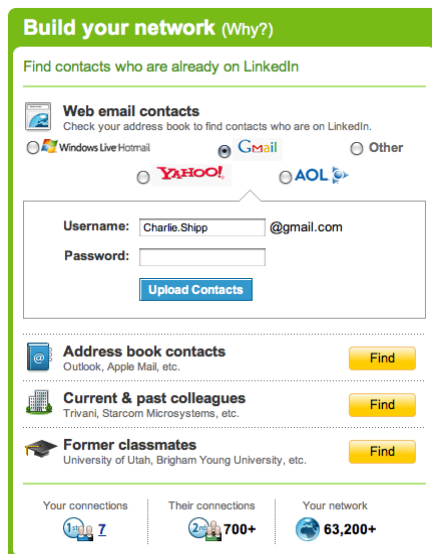 Build your network (Why?)
Find contacts who are already on LinkedIn
Web email contacts
Check your address book to find contacts who are on LinkedIn.
Windows Live Hotmail Gmail Other
YAHOO! AOL
Username: Charlie.Shipp @gmail.com
Password:
Upload Contacts
@
Address book contacts Find
Outlook, Apple Mail, etc.
Current & past colleagues Find
Trivani, Starcom Microsystems, etc.
Former classmates Find
University of Utah, Brigham Young University, etc.
Your connections Their connections Your network
1st 7 2nd 700+ 63,200+